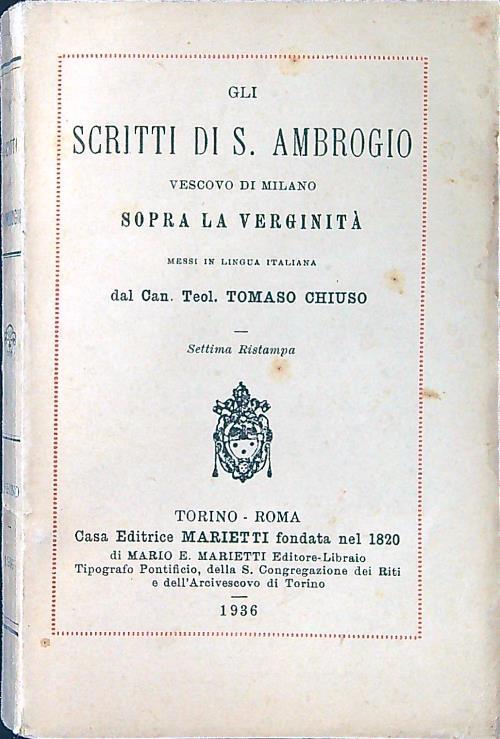 GLI
SCRITTI DI S. AMBROGIO
VESCOVO DI MILANO
SOPRA LA VERGINITÀ
MESSI IN LINGUA ITALIANA
dal Can. Teol. TOMASO CHIUSO
Settima Ristampa
TORINO - ROMA
Casa Editrice MARIETTI fondata nel 1820
di MARIO E. MARIETTI Editore-Libraio
Tipografo Pontificio, della S. Congregazione dei Riti
e dell'Arcivescovo di Torino
1936